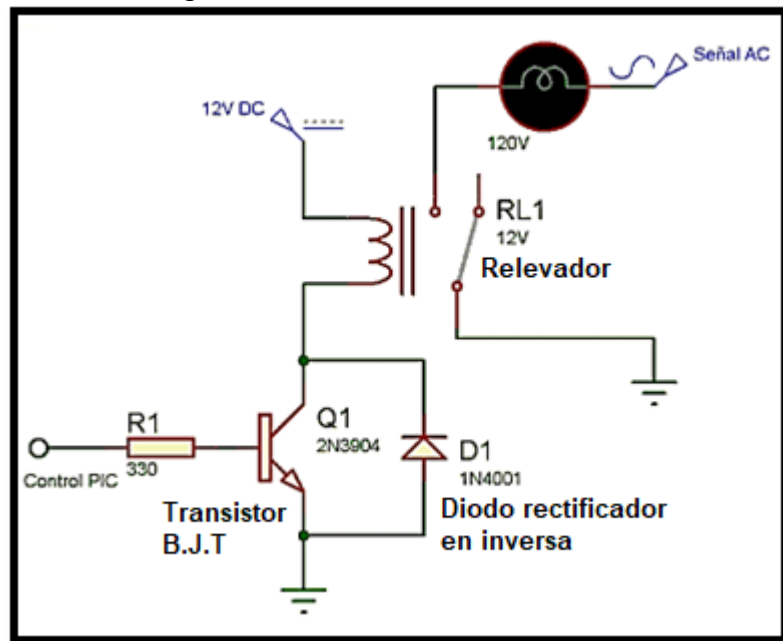 Señal AC
12V DC
120V
RL1
12V
Relevador
R1
330
Control PIC
Q1
2N3904
Transistor
B.J.T
D1
1N4001
Diodo rectificador
en inversa